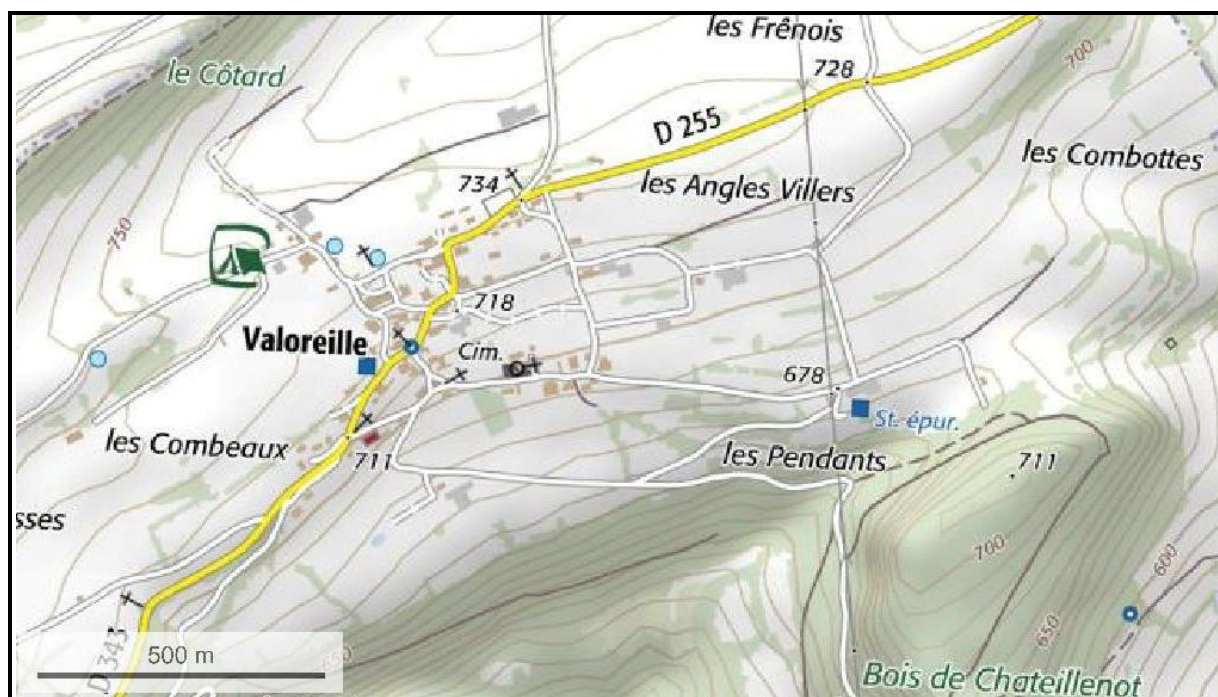 les Frênois
le Côtard
728
700
D 255
les Combottes
734
les Angles Villers
750
718
Valoreille
Cim.
678
St. épur.
les Combeaux
711
les Pendants
711
sses
700
600
650
D 343
500 m
Bois de Chateillenot